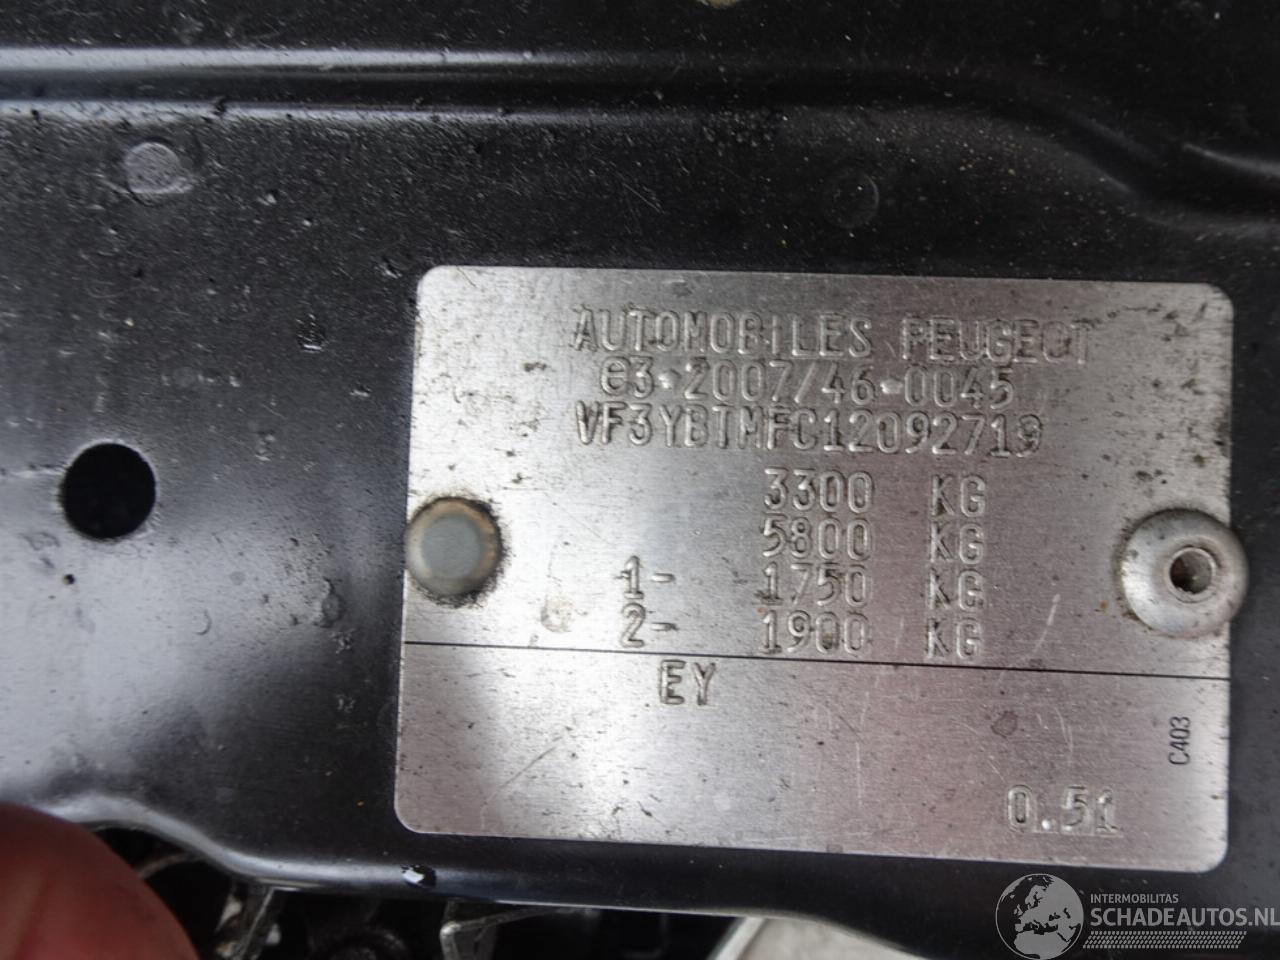 AUTOMOBILES PEUGEOT
e3*2007/46*0045
VF3YBTMFC12092719
3300 KG
5800 KG
1- 1750 KG
2- 1900 KG
EY
C403
0.51
INTERMOBILITAS
SCHADEAUTOS.NL